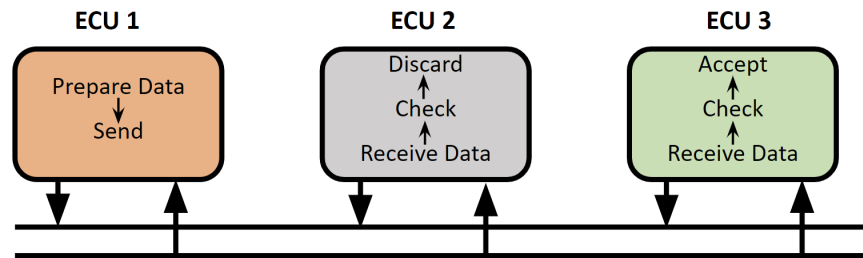 ECU 1
Prepare Data
Send
ECU 2
Discard
Check
Receive Data
ECU 3
Accept
Check
Receive Data